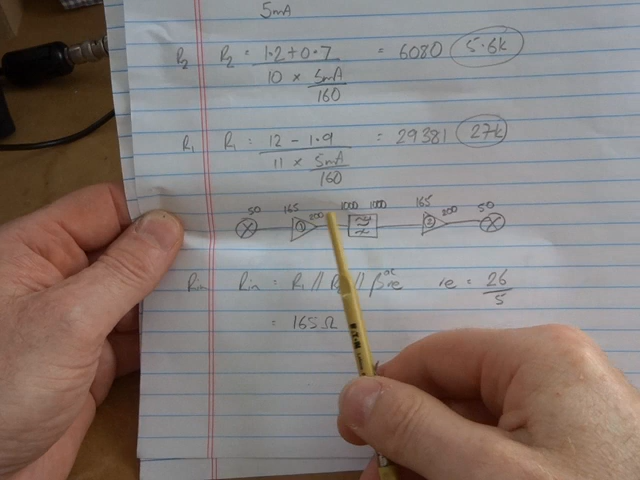 5mA
R2 R2 = 1.2 + 0.7 = 6080 5.6k
10 x 5mA
160
R1 R1 = 12 - 1.9 = 29381 27k
11 x 5mA
160
50 165 200 1000 1000 165 200 50
Rin Rin = R1 // R2 // β re re = 26
5
= 165Ω